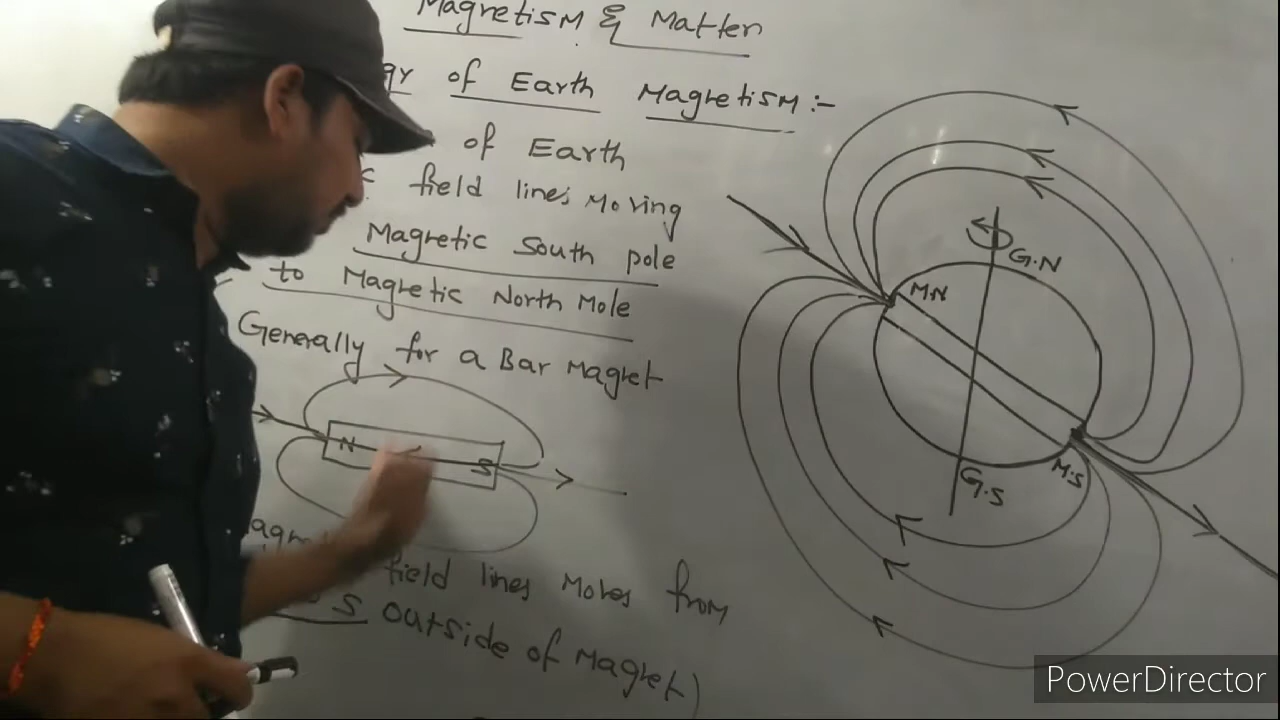 Magnetism & Matter
of Earth Magnetism :-
of Earth
field lines Moving
Magnetic South pole
to Magnetic North Mole
Generally for a Bar Magnet
N S
field lines Moves from
S outside of Magnet)
G.N
M.N
G.S
M.S
PowerDirector